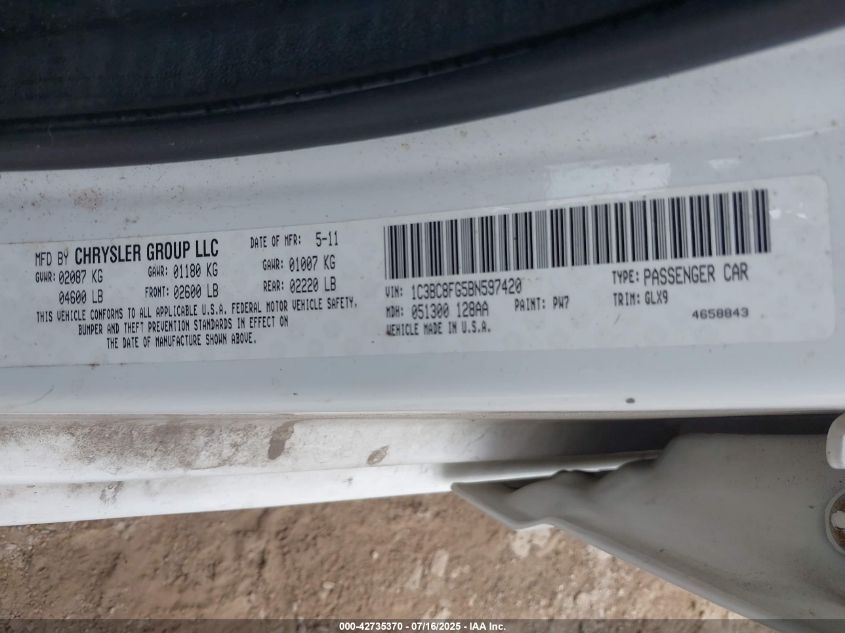 MFD BY CHRYSLER GROUP LLC DATE OF MFR: 5-11
GVWR: 02087 KG GAWR: 01180 KG GAWR: 01007 KG
04600 LB FRONT: 02600 LB REAR: 02220 LB
THIS VEHICLE CONFORMS TO ALL APPLICABLE U.S.A. FEDERAL MOTOR VEHICLE SAFETY,
BUMPER AND THEFT PREVENTION STANDARDS IN EFFECT ON
THE DATE OF MANUFACTURE SHOWN ABOVE.
VIN: 1C3BC8FG5BN597420 TYPE: PASSENGER CAR
MDH: 051300 128AA PAINT: PW7 TRIM: GLX9
VEHICLE MADE IN U.S.A. 4658843
000-42735370 - 07/16/2025 - IAA Inc.